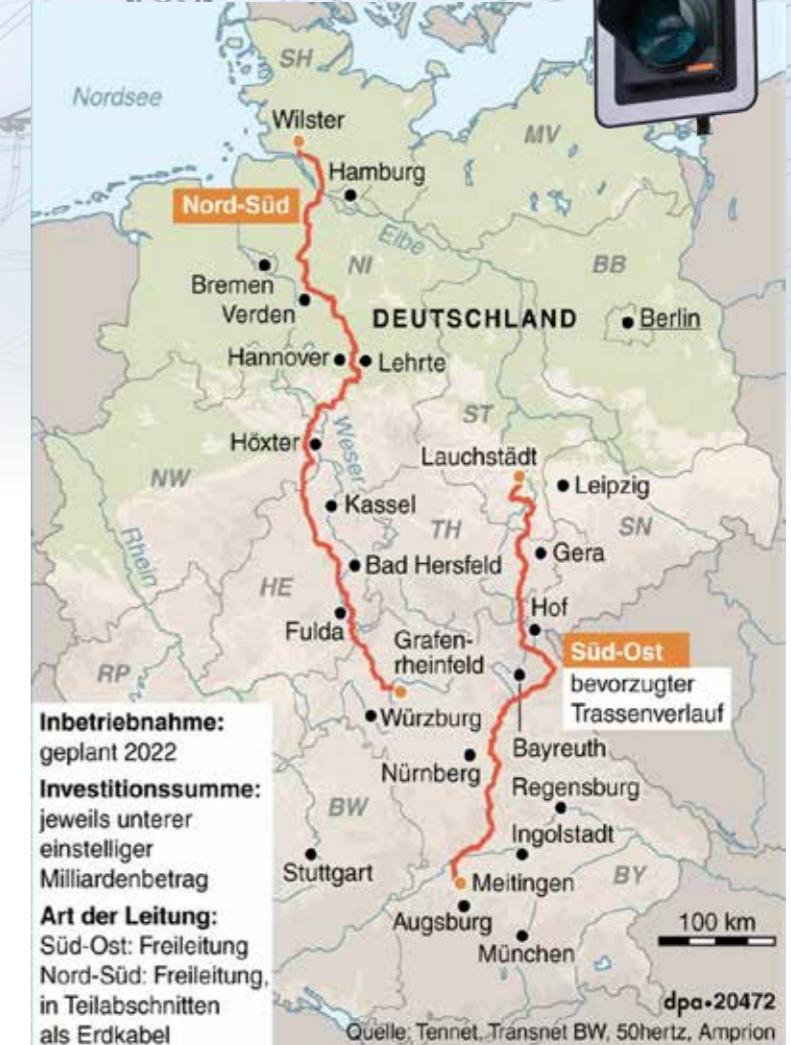 SH
Nordsee
Wilster
MV
Hamburg
Nord-Süd
Elbe
NI
BB
Bremen
Verden
DEUTSCHLAND
Berlin
Hannover
Lehrte
ST
Höxter
Weser
Lauchstädt
Leipzig
NW
Kassel
TH
SN
Rhein
Bad Hersfeld
Gera
HE
Hof
Fulda
Grafen-
rheinfeld
Süd-Ost
bevorzugter
Trassenverlauf
RP
Würzburg
Bayreuth
Nürnberg
Regensburg
BW
Ingolstadt
Stuttgart
Meitingen
BY
Augsburg
München
Inbetriebnahme:
geplant 2022
Investitionssumme:
jeweils unterer
einstelliger
Milliardenbetrag
Art der Leitung:
Süd-Ost: Freileitung
Nord-Süd: Freileitung,
in Teilabschnitten
als Erdkabel
100 km
dpa•20472
Quelle: Tennet, Transnet BW, 50hertz, Amprion